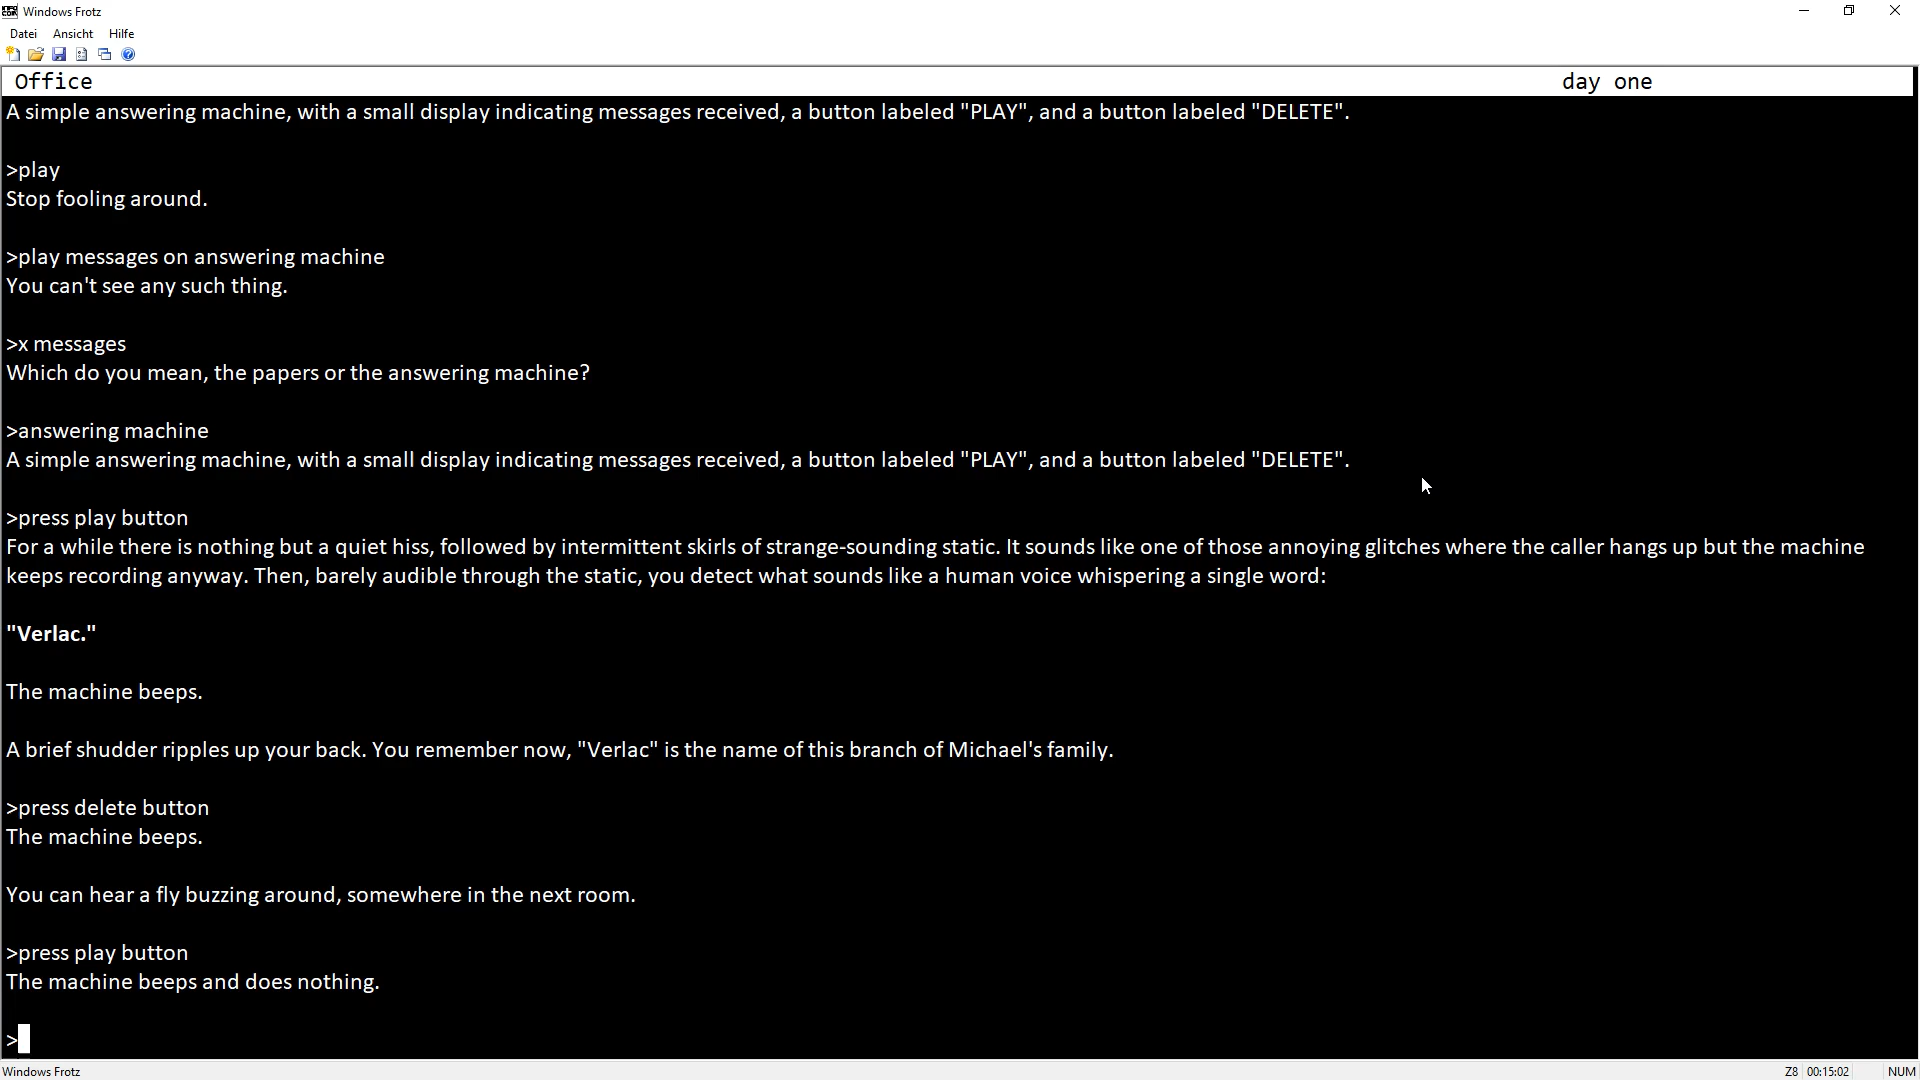 Windows Frotz
Datei Ansicht Hilfe
Office day one
A simple answering machine, with a small display indicating messages received, a button labeled "PLAY", and a button labeled "DELETE".
>play
Stop fooling around.
>play messages on answering machine
You can't see any such thing.
>x messages
Which do you mean, the papers or the answering machine?
>answering machine
A simple answering machine, with a small display indicating messages received, a button labeled "PLAY", and a button labeled "DELETE".
>press play button
For a while there is nothing but a quiet hiss, followed by intermittent skirls of strange-sounding static. It sounds like one of those annoying glitches where the caller hangs up but the machine
keeps recording anyway. Then, barely audible through the static, you detect what sounds like a human voice whispering a single word:
"Verlac."
The machine beeps.
A brief shudder ripples up your back. You remember now, "Verlac" is the name of this branch of Michael's family.
>press delete button
The machine beeps.
You can hear a fly buzzing around, somewhere in the next room.
>press play button
The machine beeps and does nothing.
>
Windows Frotz Z8 00:15:02 NUM